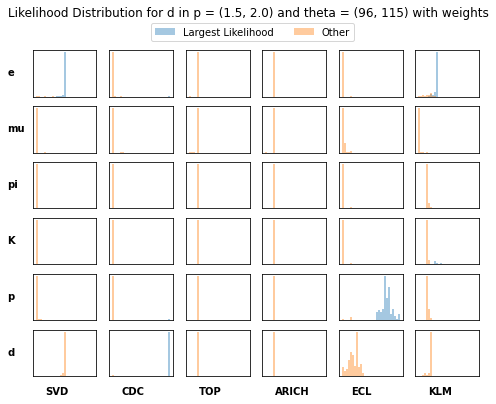 Likelihood Distribution for d in p = (1.5, 2.0) and theta = (96, 115) with weights
Largest Likelihood Other
e
mu
pi
K
p
d
SVD CDC TOP ARICH ECL KLM